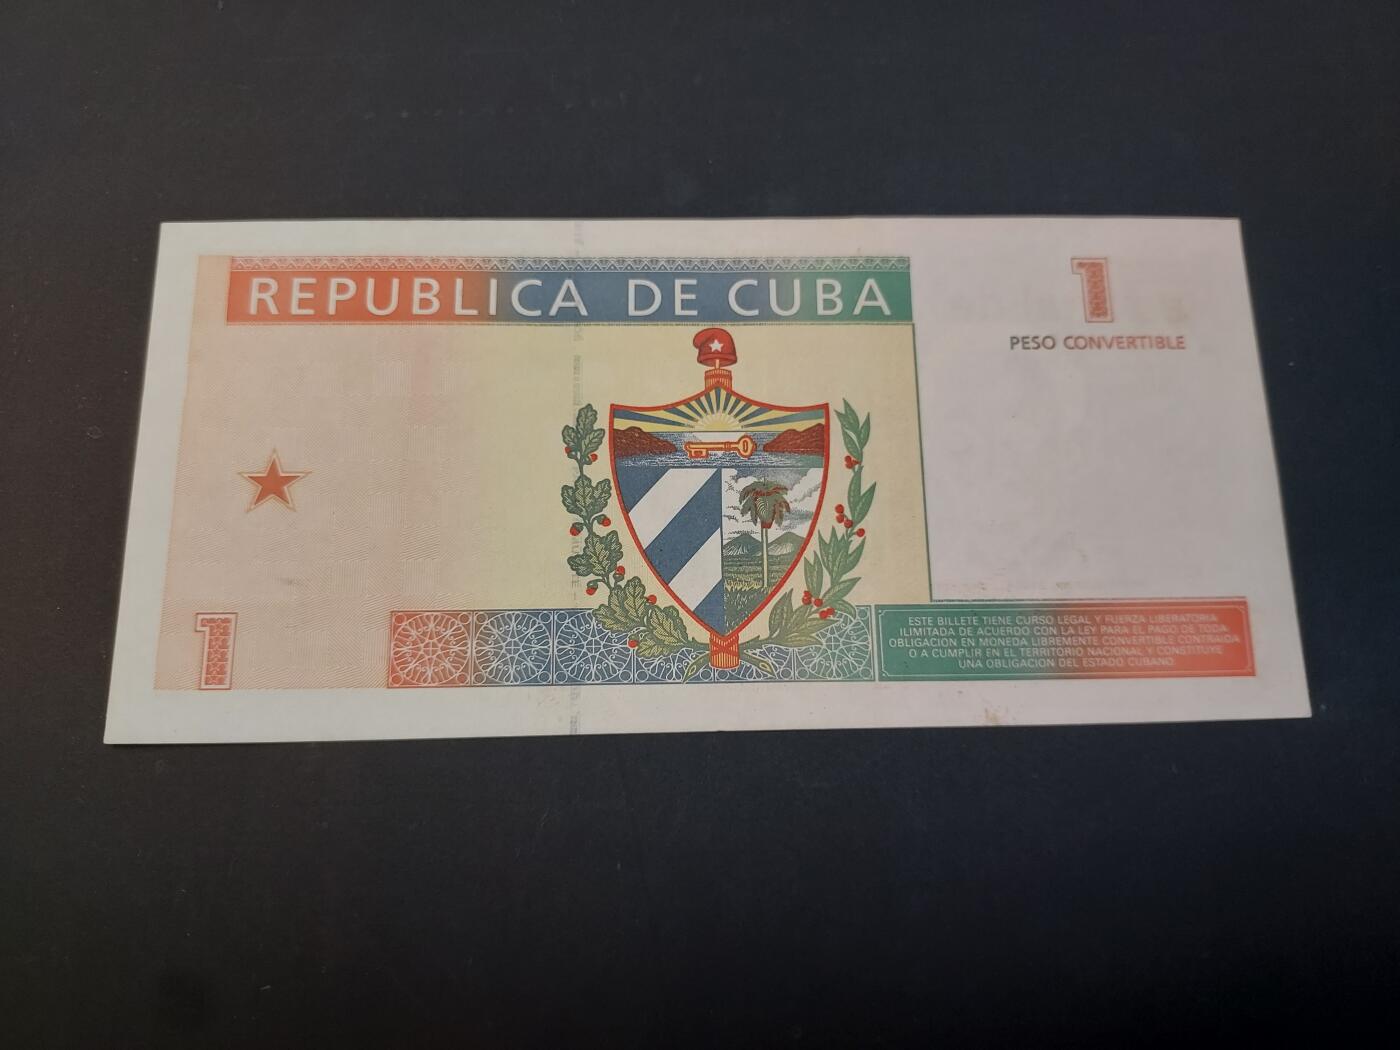 REPUBLICA DE CUBA
1
PESO CONVERTIBLE
1
ESTE BILLETE TIENE CURSO LEGAL Y FUERZA LIBERATORIA
ILIMITADA DE ACUERDO CON LA LEY PARA EL PAGO DE TODA
OBLIGACION EN MONEDA LIBREMENTE CONVERTIBLE CONTRAIDA
O A CUMPLIR EN EL TERRITORIO NACIONAL Y CONSTITUYE
UNA OBLIGACION DEL ESTADO CUBANO